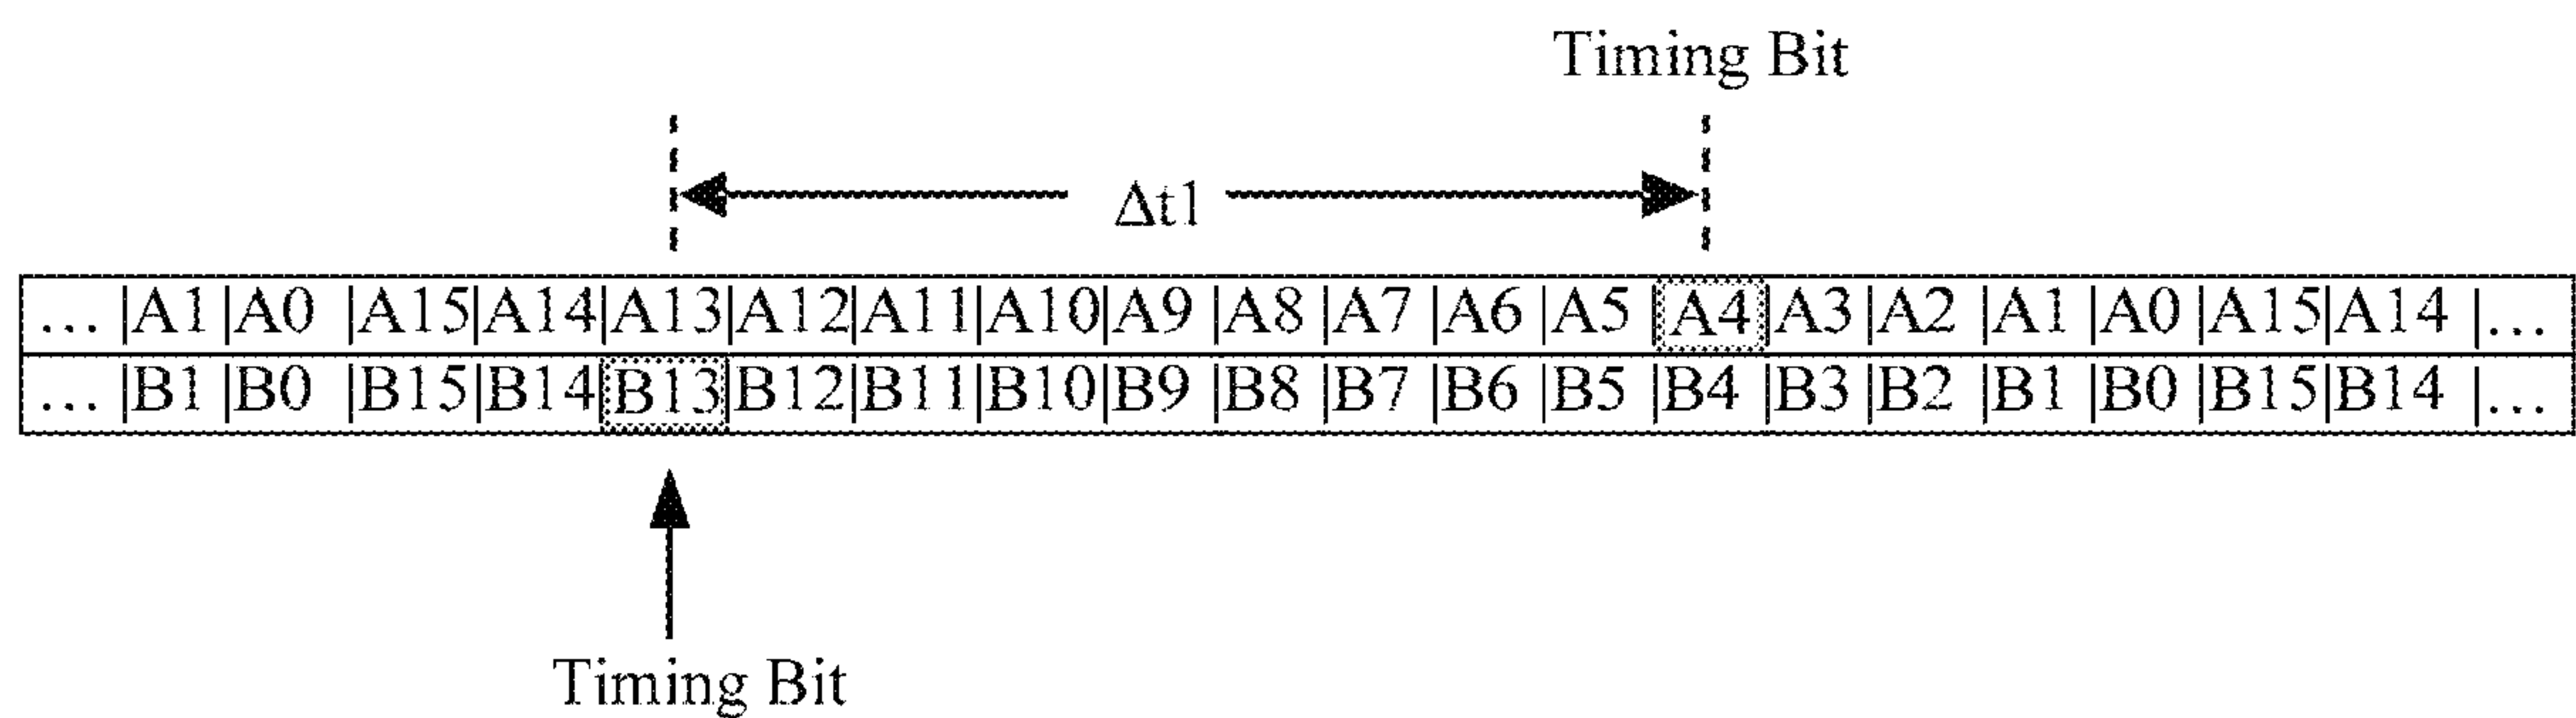 Timing Bit
Δt1
... |A1|A0 |A15|A14|A13|A12|A11|A10|A9 |A8 |A7 |A6 |A5 |A4|A3|A2 |A1 |A0 |A15|A14 |...
... |B1|B0 |B15|B14|B13|B12|B11|B10|B9 |B8 |B7 |B6 |B5 |B4 |B3|B2 |B1 |B0 |B15|B14 |...
Timing Bit